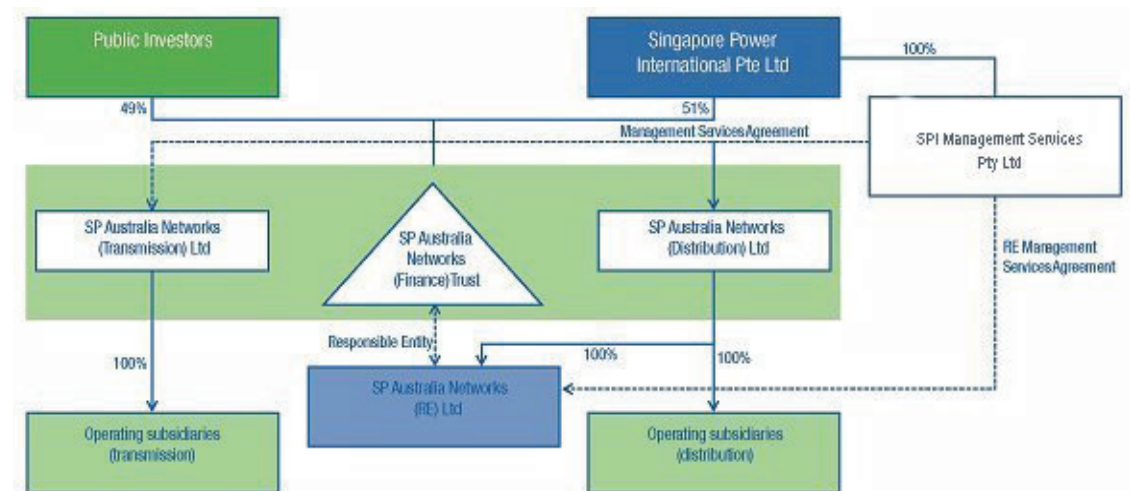 Public Investors
Singapore Power
International Pte Ltd
100%
49%
51%
Management Services Agreement
SPI Management Services
Pty Ltd
SP Australia Networks
(Transmission) Ltd
SP Australia
Networks
(Finance) Trust
SP Australia Networks
(Distribution) Ltd
RE Management
Services Agreement
Responsible Entity
100%
100%
100%
SP Australia Networks
(RE) Ltd
Operating subsidiaries
(transmission)
Operating subsidiaries
(distribution)